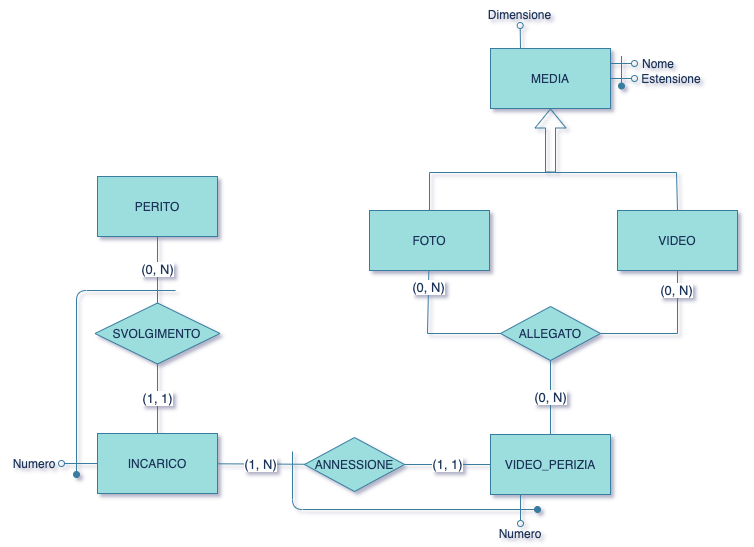 Dimensione
MEDIA
Nome
Estensione
PERITO
FOTO
VIDEO
(0, N)
(0, N)
(0, N)
SVOLGIMENTO
ALLEGATO
(1, 1)
(0, N)
Numero
INCARICO
(1, N)
ANNESSIONE
(1, 1)
VIDEO_PERIZIA
Numero